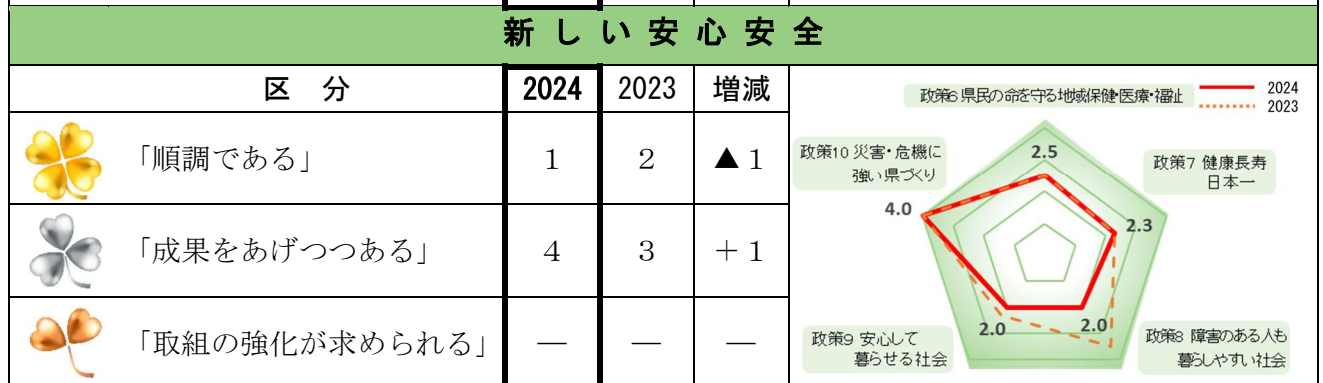 新しい安心安全
区　分 2024 2023 増減
「順調である」 １ ２ ▲１
「成果をあげつつある」 ４ ３ ＋１
「取組の強化が求められる」 ― ― ―
政策6 県民の命を守る地域保健・医療・福祉
2024
2023
政策10 災害・危機に
強い県づくり
2.5
政策7 健康長寿
日本一
4.0
2.3
政策9 安心して
暮らせる社会
2.0
2.0
政策8 障害のある人も
暮らしやすい社会